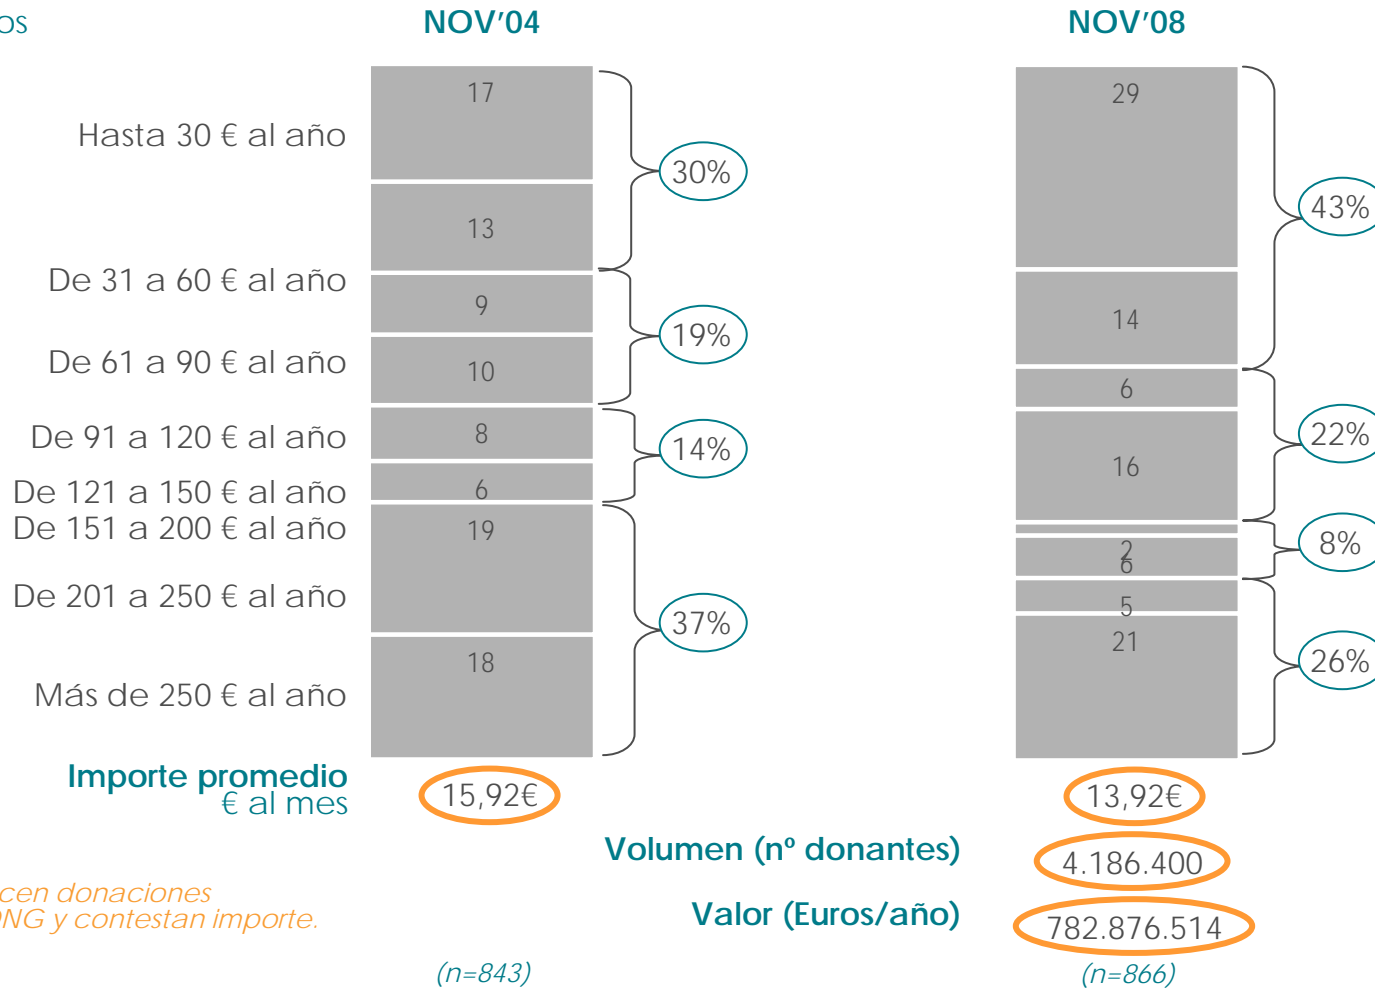 NOV’04 NOV’08
17 29
Hasta 30 € al año
30%
43%
13
De 31 a 60 € al año
9
14
19%
De 61 a 90 € al año
10
6
De 91 a 120 € al año
8
14%
22%
16
De 121 a 150 € al año
6
De 151 a 200 € al año
19
2
6
8%
De 201 a 250 € al año
5
37%
18
21
26%
Más de 250 € al año
Importe promedio
€ al mes
15,92€ 13,92€
Volumen (nº donantes) 4.186.400
donaciones
y contestan importe.
Valor (Euros/año) 782.876.514
(n=843) (n=866)